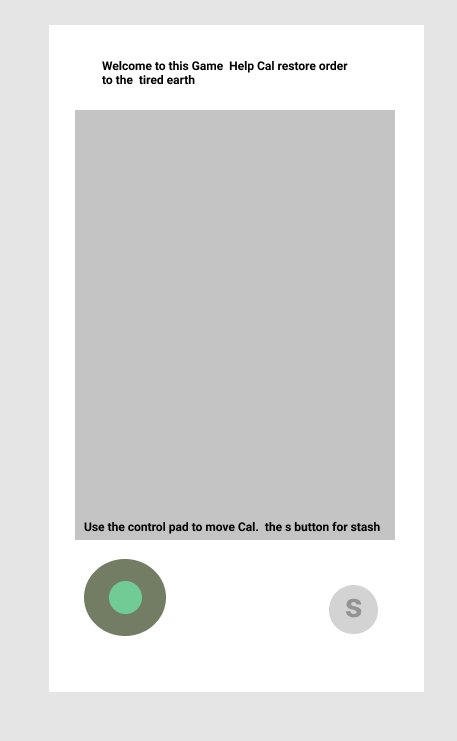 Welcome to this Game  Help Cal restore order
to the  tired earth
Use the control pad to move Cal.  the s button for stash
S